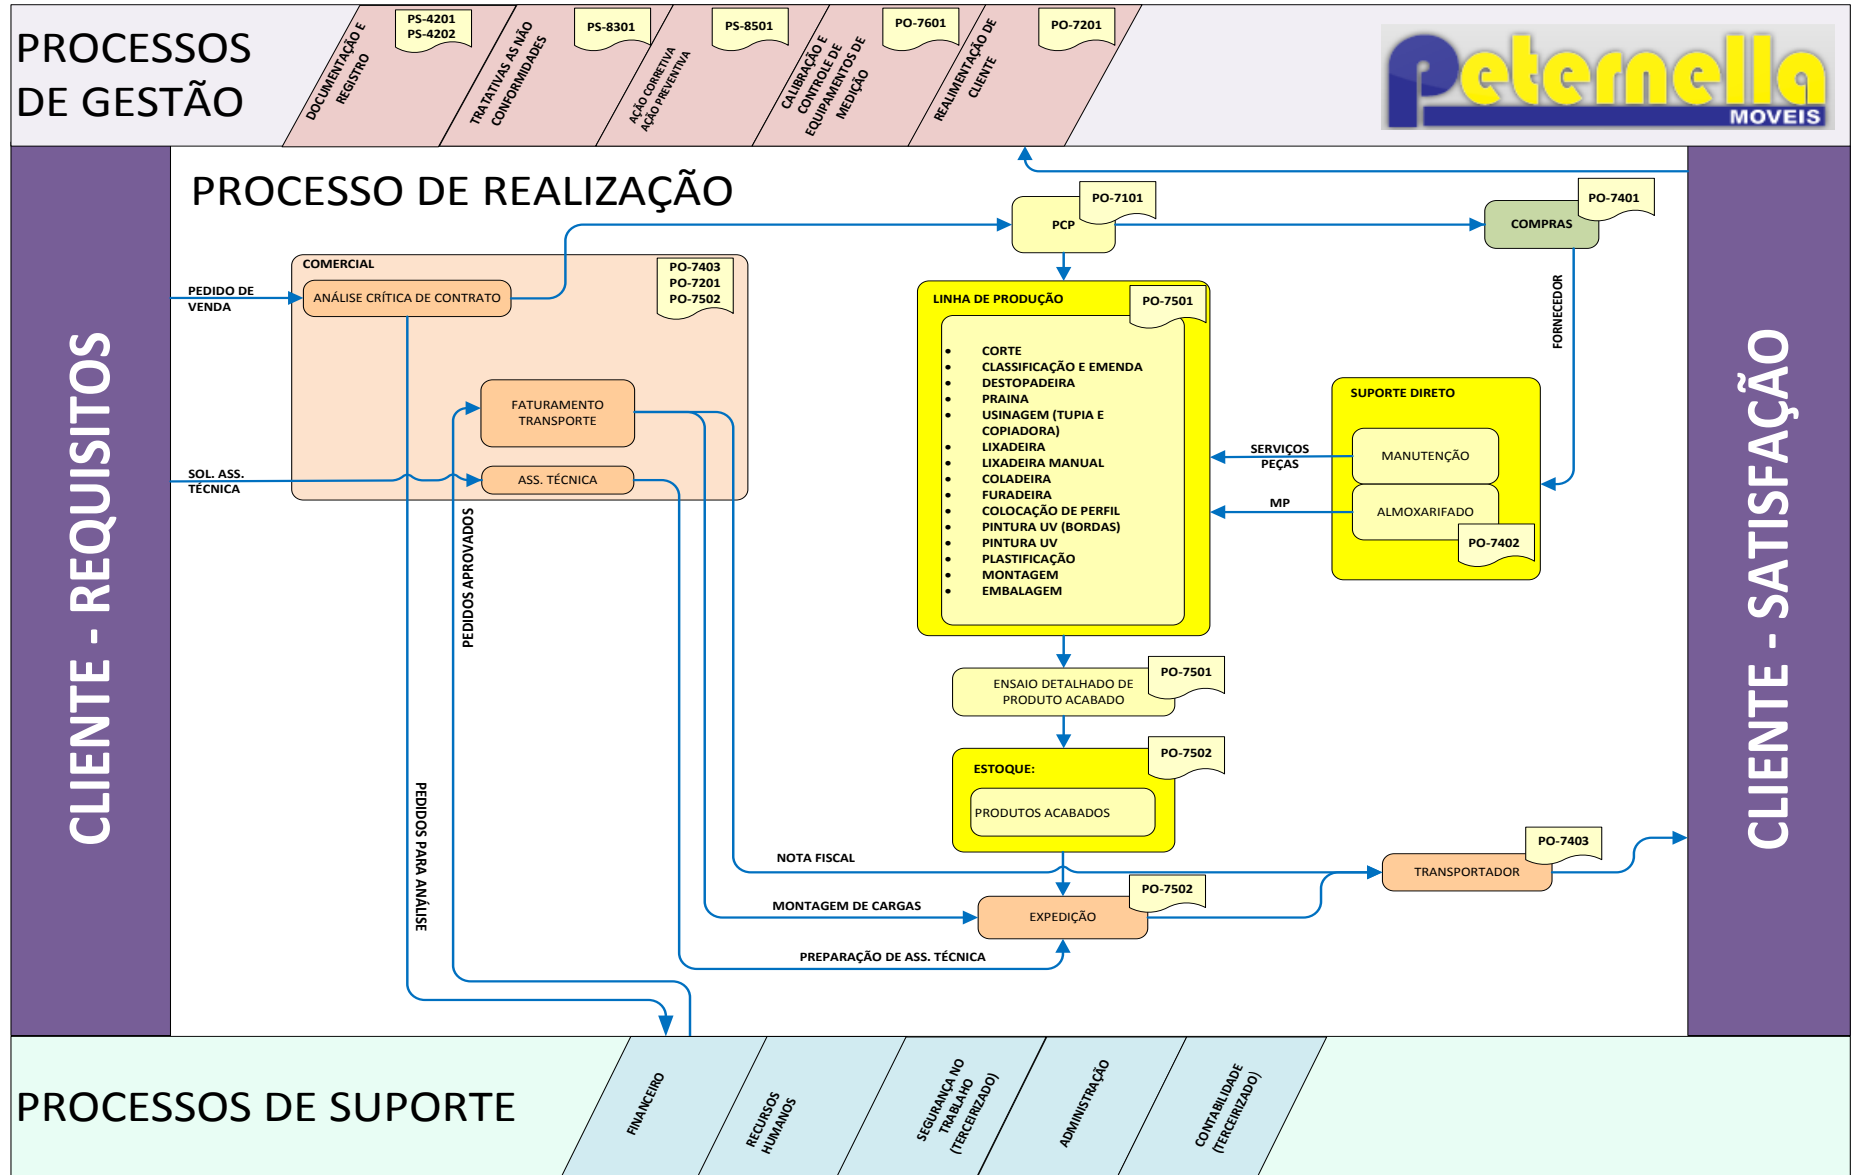 PROCESSOS
DE GESTÃO
DOCUMENTAÇÃO E
REGISTRO
PS-4201
PS-4202
TRATATIVAS AS NÃO
CONFORMIDADES
PS-8301
AÇÃO CORRETIVA
AÇÃO PREVENTIVA
PS-8501
CALIBRAÇÃO E
CONTROLE DE
EQUIPAMENTOS DE
MEDIÇÃO
PO-7601
REALIMENTAÇÃO DE
CLIENTE
PO-7201
Peternella
MOVEIS
CLIENTE - REQUISITOS
PROCESSO DE REALIZAÇÃO
PEDIDO DE
VENDA
COMERCIAL
PO-7403
PO-7201
PO-7502
ANÁLISE CRÍTICA DE CONTRATO
FATURAMENTO
TRANSPORTE
SOL. ASS.
TÉCNICA
ASS. TÉCNICA
PEDIDOS APROVADOS
PEDIDOS PARA ANÁLISE
PCP
PO-7101
COMPRAS
PO-7401
FORNECEDOR
LINHA DE PRODUÇÃO
PO-7501
• CORTE
• CLASSIFICAÇÃO E EMENDA
• DESTOPADEIRA
• PRAINA
• USINAGEM (TUPIA E
COPIADORA)
• LIXADEIRA
• LIXADEIRA MANUAL
• COLADEIRA
• FURADEIRA
• COLOCAÇÃO DE PERFIL
• PINTURA UV (BORDAS)
• PINTURA UV
• PLASTIFICAÇÃO
• MONTAGEM
• EMBALAGEM
SUPORTE DIRETO
MANUTENÇÃO
ALMOXARIFADO
PO-7402
SERVIÇOS
PEÇAS
MP
ENSAIO DETALHADO DE
PRODUTO ACABADO
PO-7501
ESTOQUE:
PO-7502
PRODUTOS ACABADOS
NOTA FISCAL
MONTAGEM DE CARGAS
PREPARAÇÃO DE ASS. TÉCNICA
EXPEDIÇÃO
PO-7502
TRANSPORTADOR
PO-7403
CLIENTE - SATISFAÇÃO
PROCESSOS DE SUPORTE
FINANCEIRO
RECURSOS
HUMANOS
SEGURANÇA NO
TRABLAHO
(TERCEIRIZADO)
ADMINISTRAÇÃO
CONTABILIDADE
(TERCEIRIZADO)